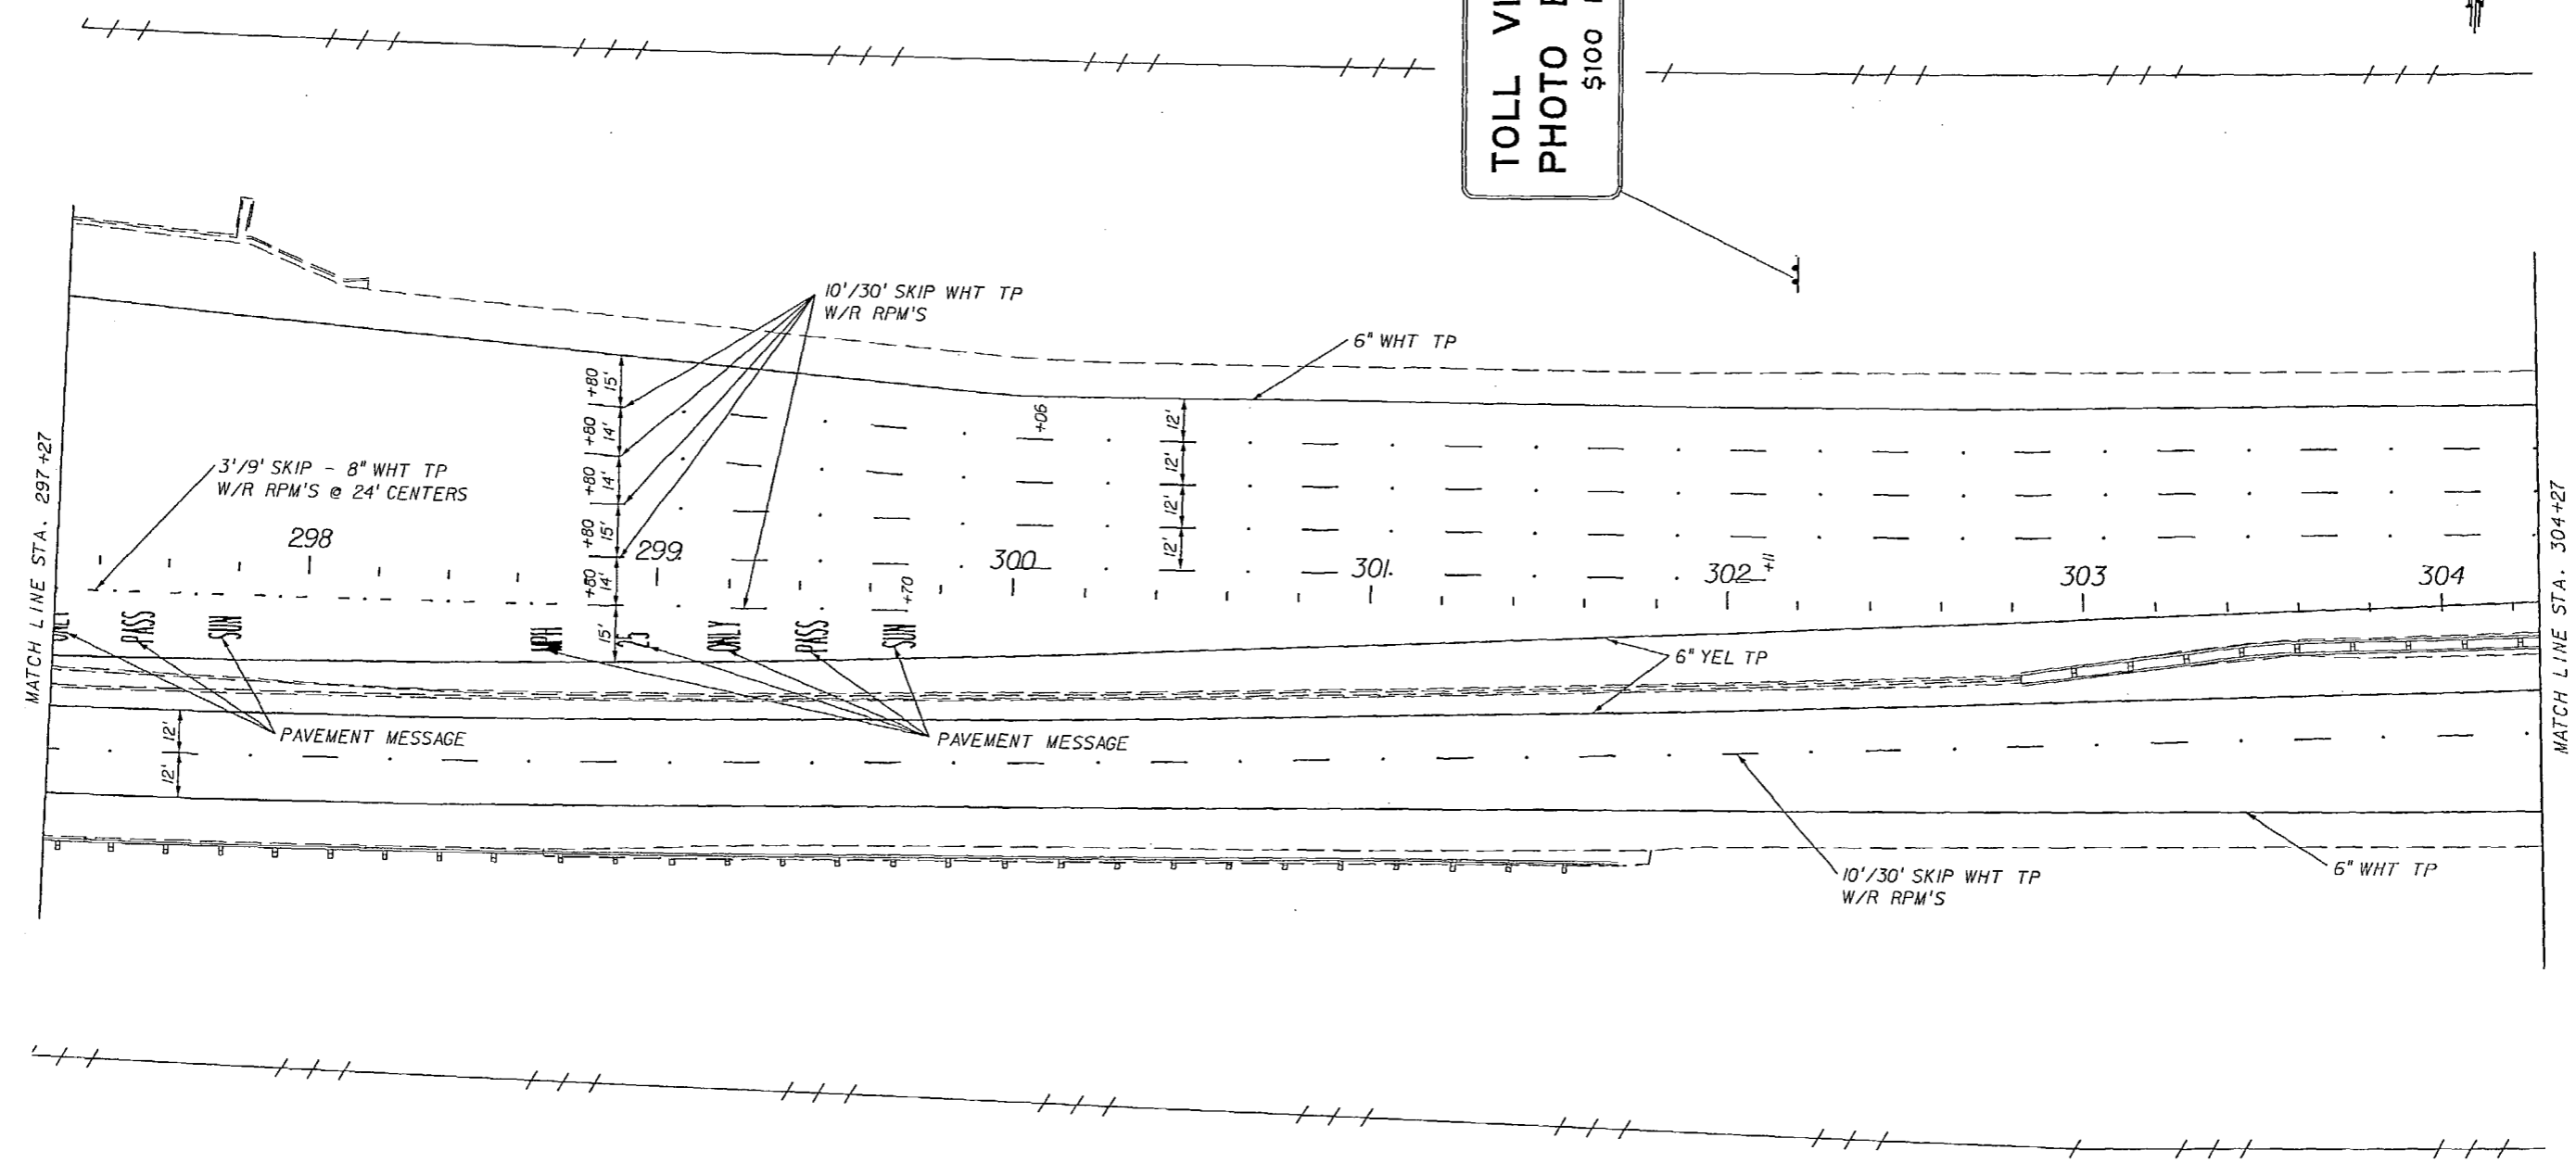 TOLL
PHOTO
$100
10'/30' SKIP WHT TP
W/R RPM'S
6" WHT TP
+80
15'
+80
14'
+80
14'
+80
15'
+80
14'
15'
+06
12'
12'
12'
12'
MATCH LINE STA. 297+27
3'/9' SKIP - 8" WHT TP
W/R RPM'S @ 24' CENTERS
MATCH LINE STA. 304+27
298
299
300
301
302
+11
303
304
+70
PASS
SUN
MPH
25
ONLY
PASS
SUN
6" YEL TP
PAVEMENT MESSAGE
PAVEMENT MESSAGE
12'
12'
10'/30' SKIP WHT TP
W/R RPM'S
6" WHT TP